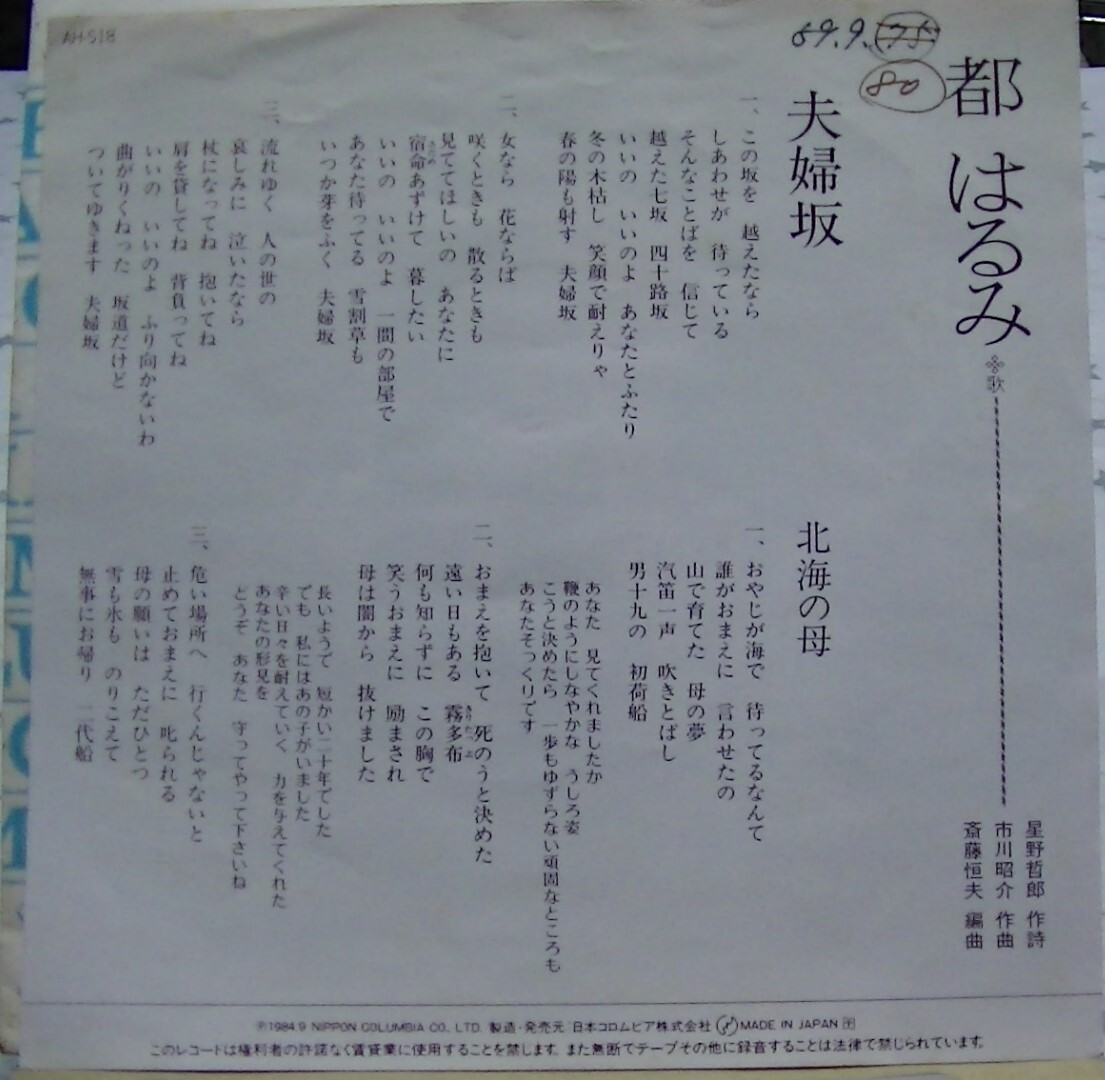 AH-518
59.9.
80
都 はるみ
歌
星野哲郎 作詩
市川昭介 作曲
斎藤恒夫 編曲
夫婦坂
一、この坂を 越えたなら
しあわせが 待っている
そんなことばを 信じて
越えた七坂 四十路坂
いいの いいのよ あなたとふたり
冬の木枯し 笑顔で耐えりゃ
春の陽も射す 夫婦坂
二、女なら 花ならば
咲くときも 散るときも
見ててほしいの あなたに
宿命あずけて 暮したい
いいの いいのよ 一間の部屋で
あなた待ってる 雪割草も
いつか芽をふく 夫婦坂
三、流れゆく 人の世の
哀しみに 泣いたなら
杖になってね 抱いてね
肩を貸してね 背負ってね
いいの いいのよ ふり向かないわ
曲がりくねった 坂道だけど
ついてゆきます 夫婦坂
北海の母
一、おやじが海で 待ってるなんて
誰がおまえに 言わせたの
山で育てた 母の夢
汽笛一声 吹きとばし
男十九の 初荷船
あなた 見てくれましたか
鞭のようにしなやかな うしろ姿
こうと決めたら 一歩もゆずらない頑固なところも
あなたそっくりです
二、おまえを抱いて 死のうと決めた
遠い日もある 霧多布
何も知らずに この胸で
笑うおまえに 励まされ
母は闇から 抜けました
長いようで 短かい二十年でした
でも 私にはあの子がいました
辛い日々を耐えていく 力を与えてくれた
あなたの形見を
どうぞ あなた 守ってやって下さいね
三、危い場所へ 行くんじゃないと
止めておまえに 叱られる
母の願いは ただひとつ
雪も氷も のりこえて
無事にお帰り 二代船
℗1984.9 NIPPON COLUMBIA CO., LTD. 製造・発売元 日本コロムビア株式会社 MADE IN JAPAN
このレコードは権利者の許諾なく賃貸業に使用することを禁じます。また無断でテープその他に録音することは法律で禁じられています。